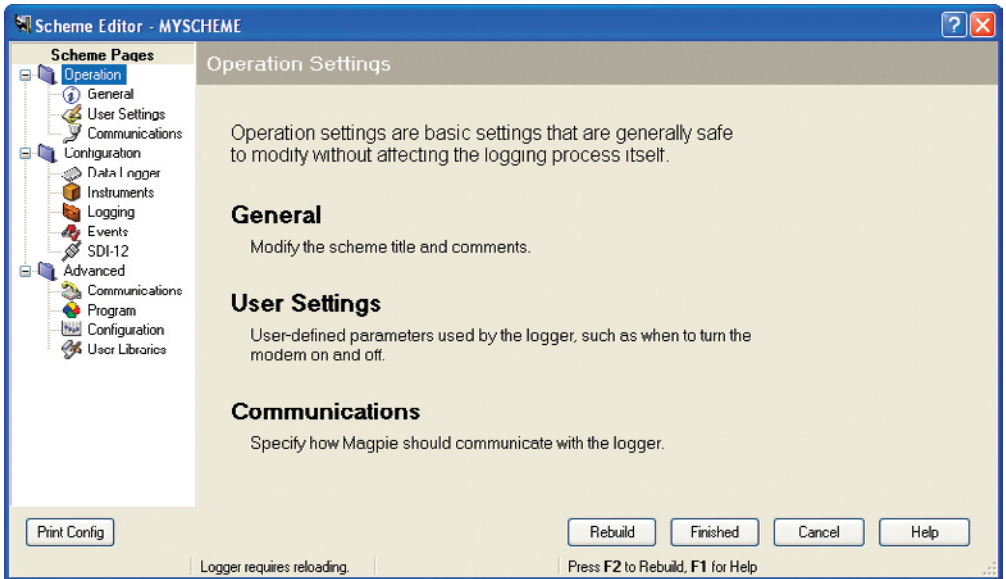 Scheme Editor - MYSCHEME
Scheme Pages
Operation
General
User Settings
Communications
Configuration
Data Logger
Instruments
Logging
Events
SDI-12
Advanced
Communications
Program
Configuration
User Libraries
Operation Settings
Operation settings are basic settings that are generally safe
to modify without affecting the logging process itself.
General
Modify the scheme title and comments.
User Settings
User-defined parameters used by the logger, such as when to turn the
modem on and off.
Communications
Specify how Magpie should communicate with the logger.
Print Config
Rebuild
Finished
Cancel
Help
Logger requires reloading.
Press F2 to Rebuild, F1 for Help